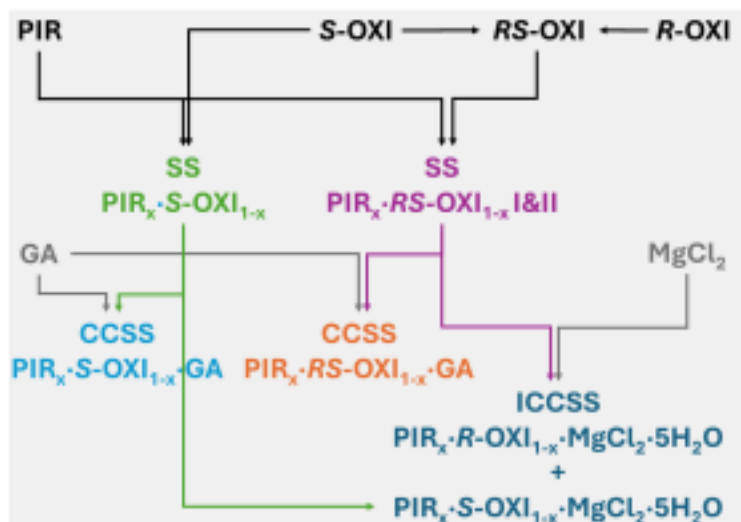 PIR S-OXI RS-OXI R-OXI
SS SS
PIRₓ·S-OXI₁₋ₓ PIRₓ·RS-OXI₁₋ₓ I&II
GA MgCl₂
CCSS CCSS
PIRₓ·S-OXI₁₋ₓ·GA PIRₓ·RS-OXI₁₋ₓ·GA
ICCSS
PIRₓ·R-OXI₁₋ₓ·MgCl₂·5H₂O
+
PIRₓ·S-OXI₁₋ₓ·MgCl₂·5H₂O